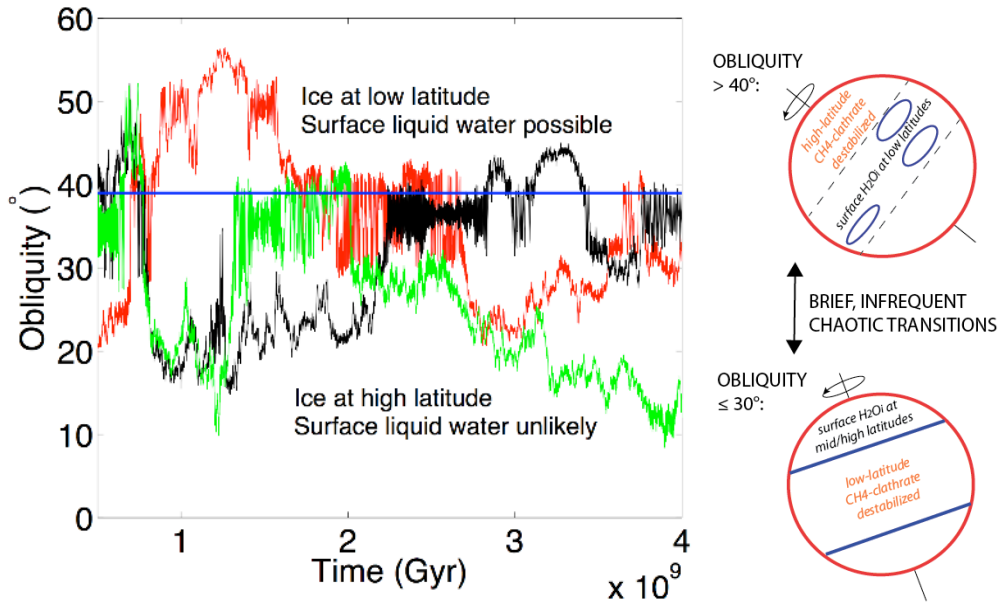 60
50
40
30
20
10
0
Obliquity (°)
Ice at low latitude
Surface liquid water possible
Ice at high latitude
Surface liquid water unlikely
1
2
3
4
Time (Gyr)
x 10^9
OBLIQUITY
> 40°:
high-latitude
CH4-clathrate
destabilized
surface H2Oi at low latitudes
BRIEF, INFREQUENT
CHAOTIC TRANSITIONS
OBLIQUITY
≤ 30°:
surface H2Oi at
mid/high latitudes
low-latitude
CH4-clathrate
destabilized